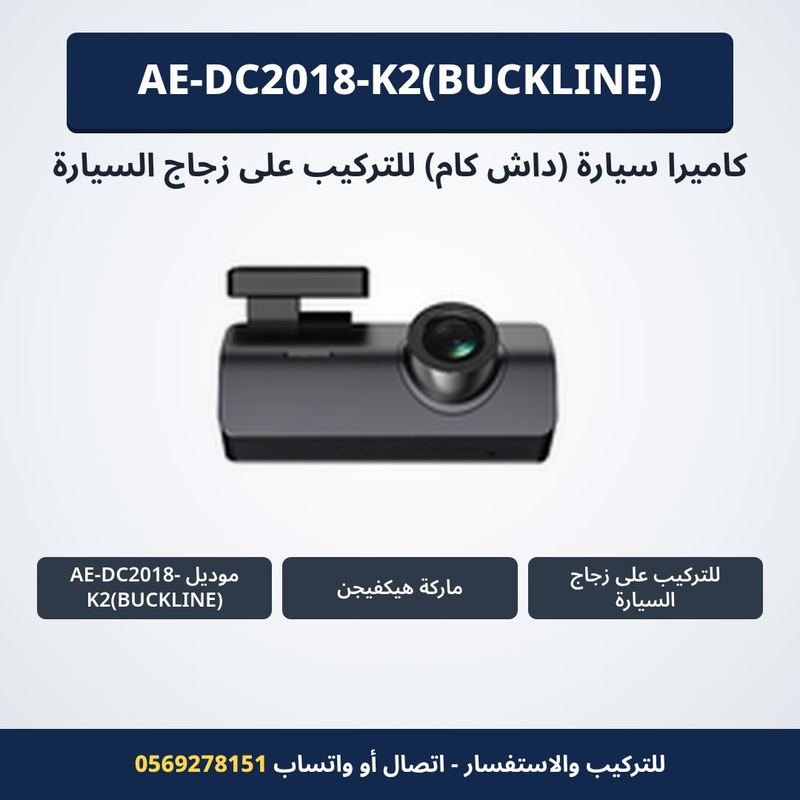 AE-DC2018-K2(BUCKLINE)
كاميرا سيارة (داش كام) للتركيب على زجاج السيارة
للتركيب على زجاج
السيارة
ماركة هيكفيجن
موديل AE-DC2018-
K2(BUCKLINE)
للتركيب والاستفسار - اتصال أو واتساب 0569278151